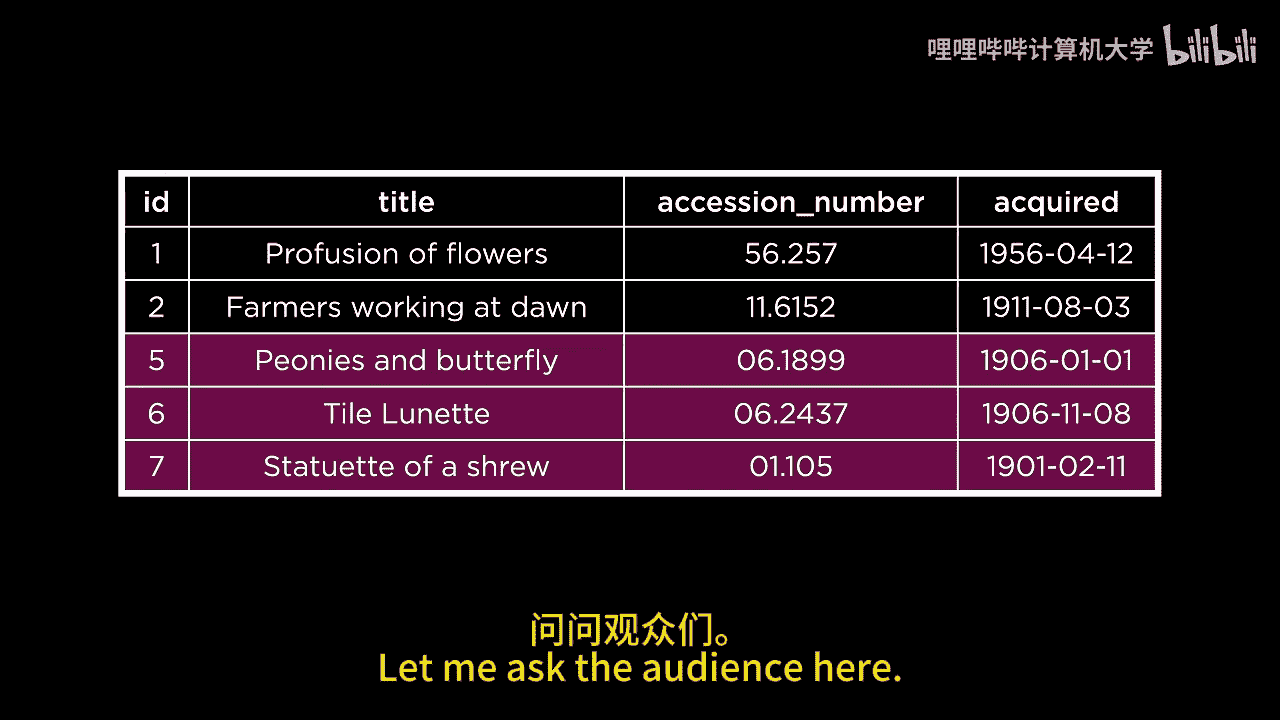 哩哩哔哔计算机大学 bilibili
id title accession_number acquired
1 Profusion of flowers 56.257 1956-04-12
2 Farmers working at dawn 11.6152 1911-08-03
5 Peonies and butterfly 06.1899 1906-01-01
6 Tile Lunette 06.2437 1906-11-08
7 Statuette of a shrew 01.105 1901-02-11
问问观众们。
Let me ask the audience here.